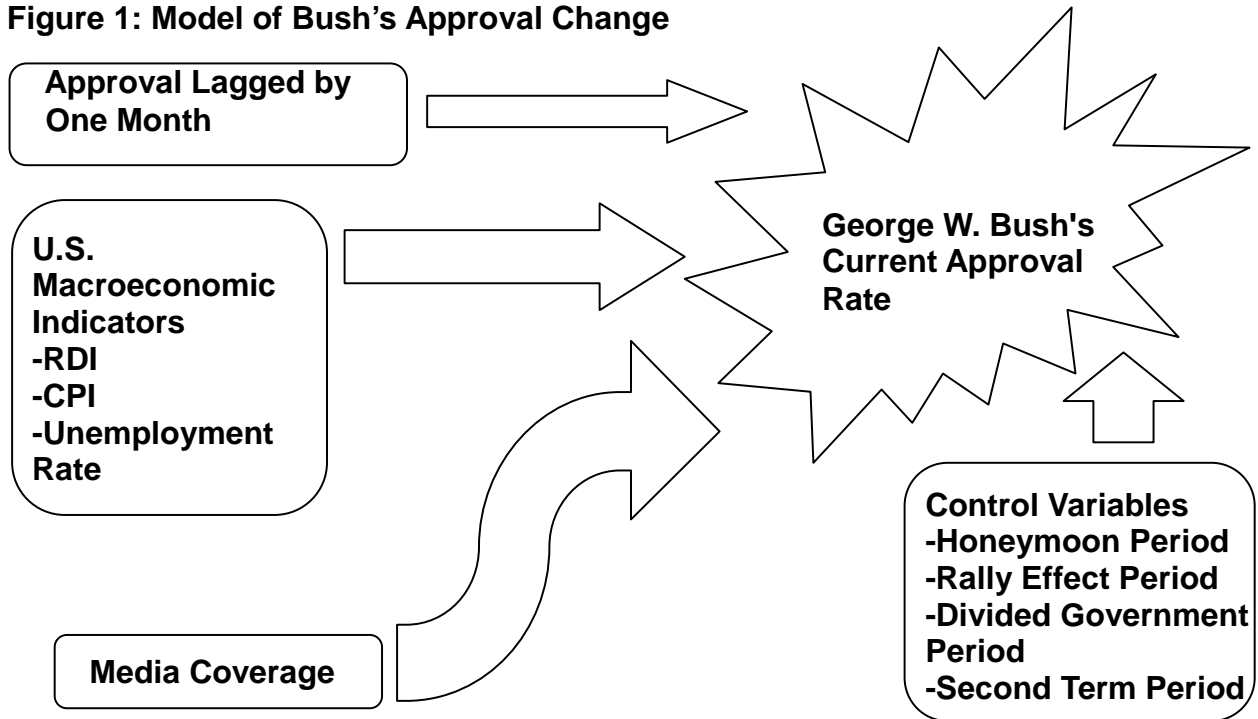 Figure 1: Model of Bush's Approval Change
Approval Lagged by
One Month
U.S.
Macroeconomic
Indicators
-RDI
-CPI
-Unemployment
Rate
George W. Bush's
Current Approval
Rate
Media Coverage
Control Variables
-Honeymoon Period
-Rally Effect Period
-Divided Government
Period
-Second Term Period